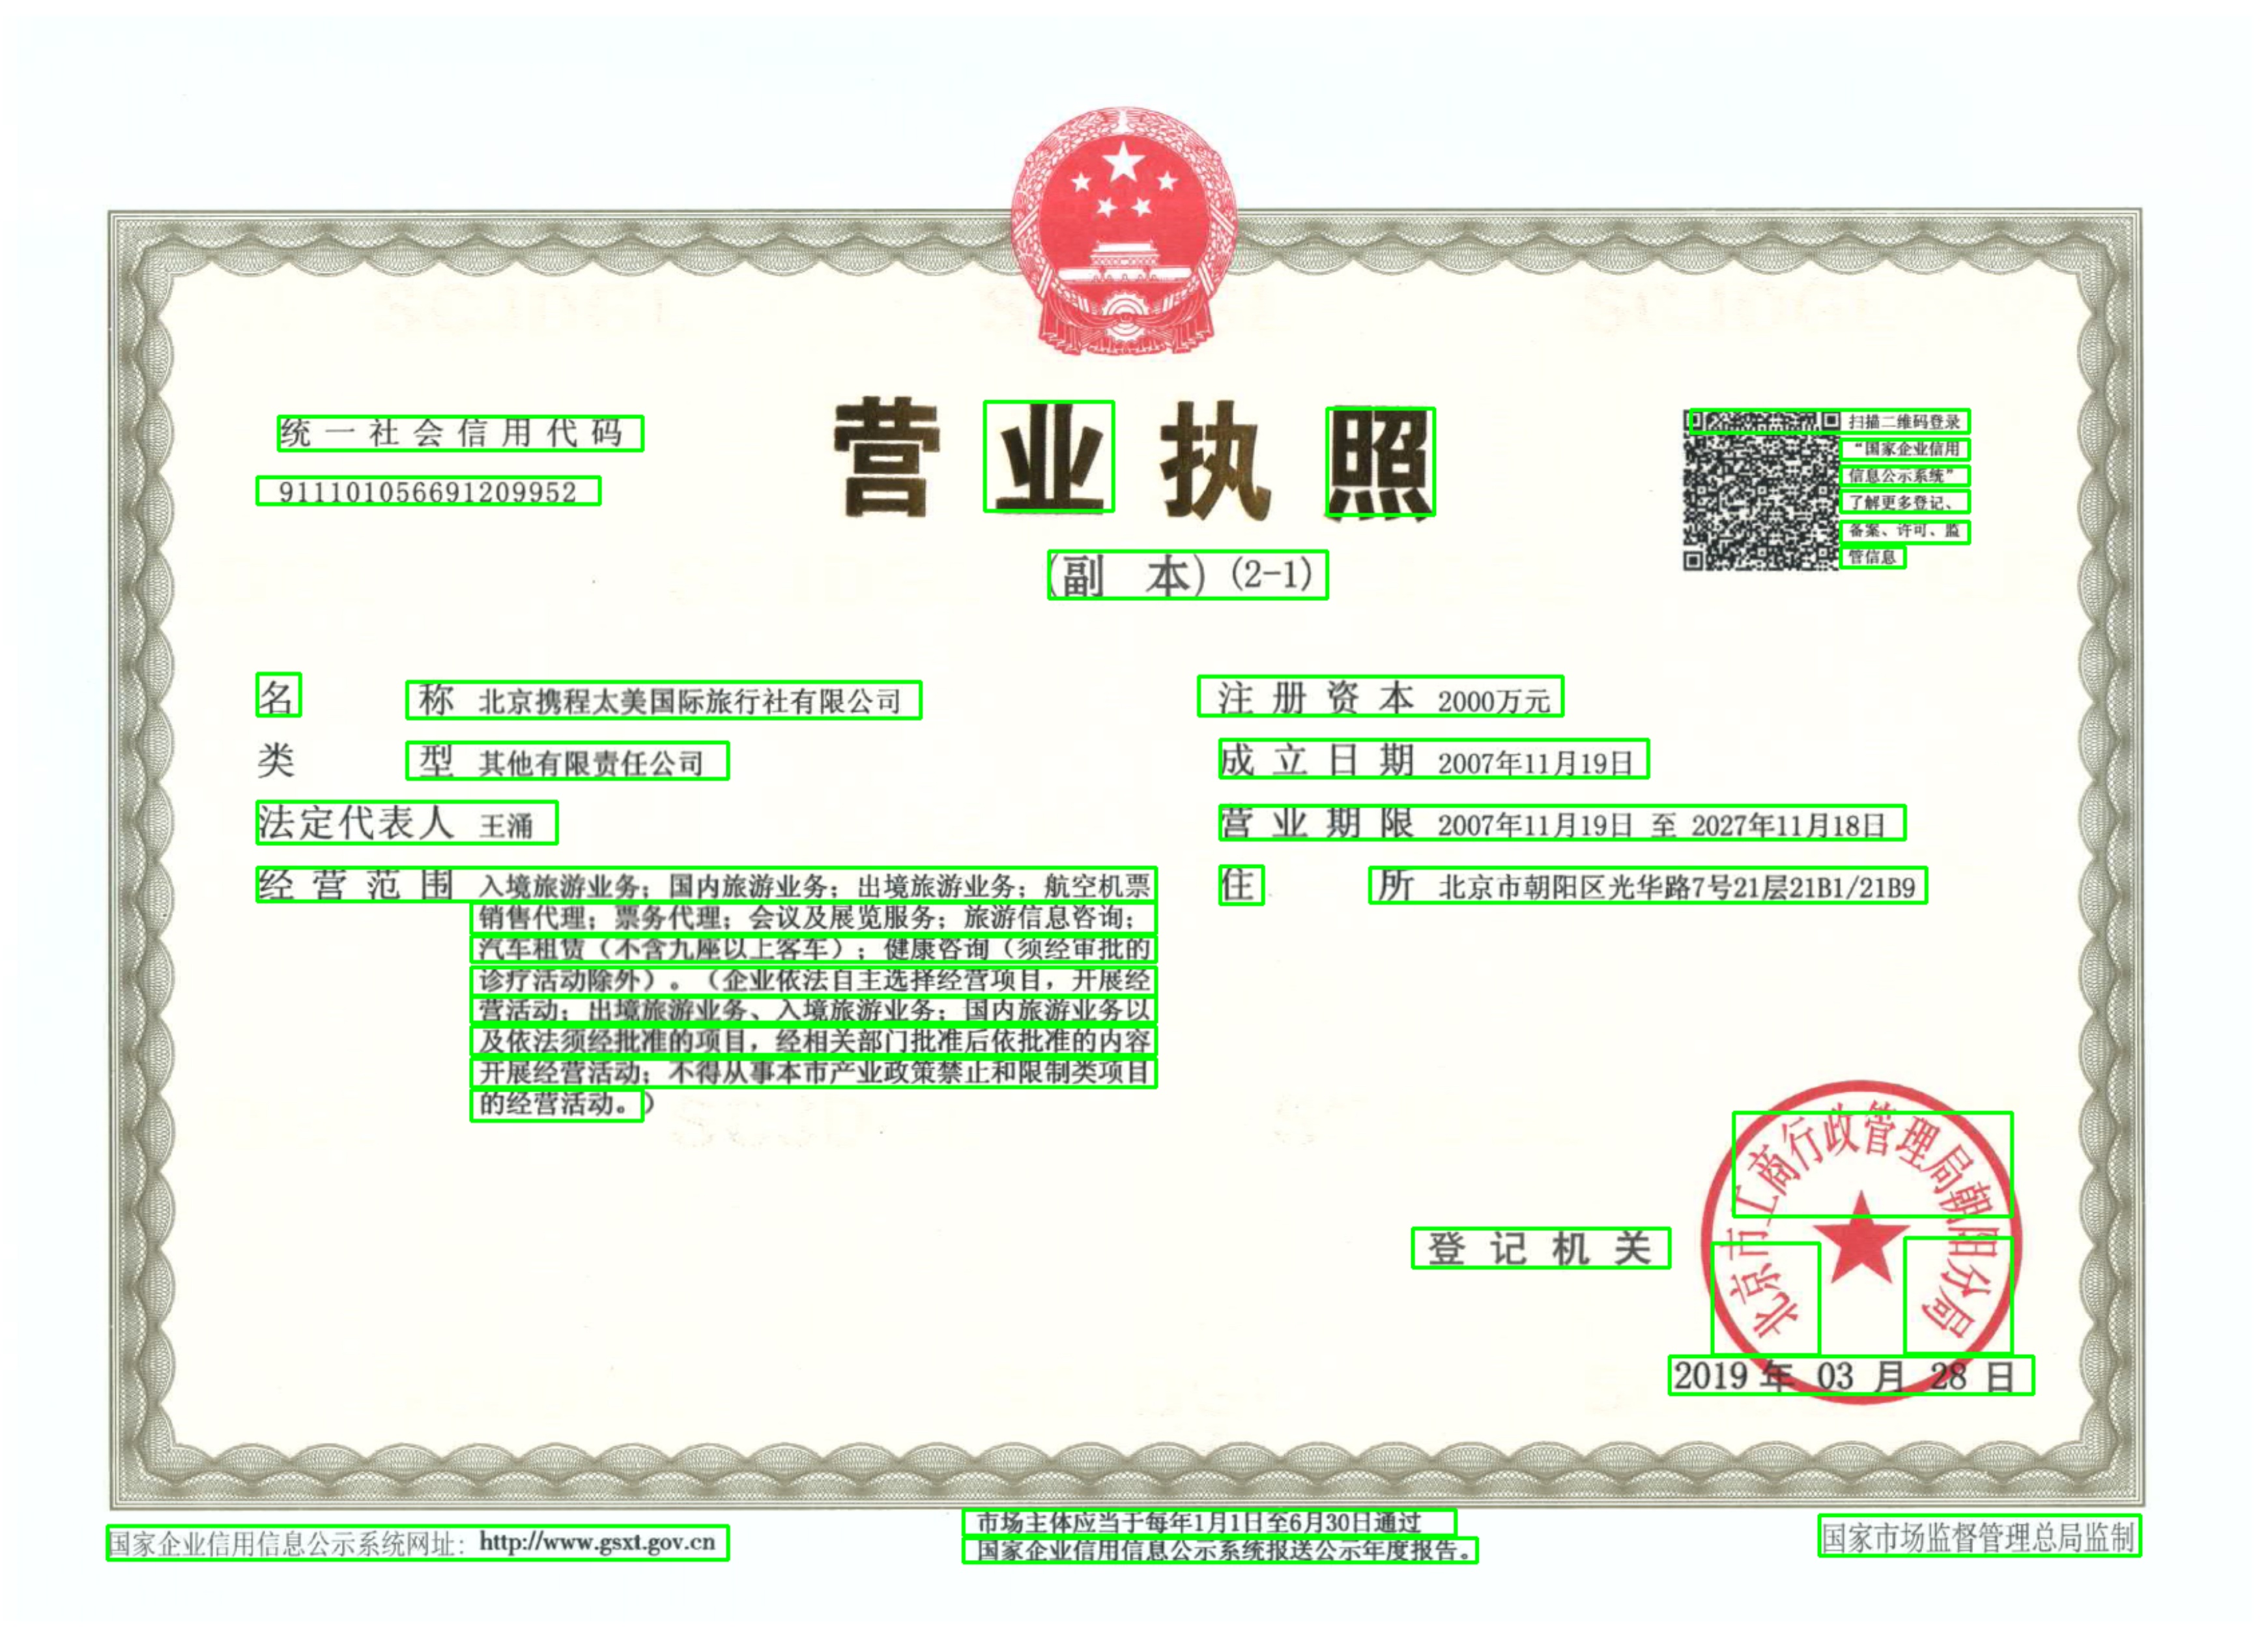 营业执照
(副 本) (2-1)
统一社会信用代码
911101056691209952
扫描二维码登录
“国家企业信用
信息公示系统”
了解更多登记、
备案、许可、监
管信息
名 称 北京携程太美国际旅行社有限公司
类 型 其他有限责任公司
法定代表人 王涌
经营范围 入境旅游业务；国内旅游业务；出境旅游业务；航空机票
销售代理；票务代理；会议及展览服务；旅游信息咨询；
汽车租赁（不含九座以上客车）；健康咨询（须经审批的
诊疗活动除外）。（企业依法自主选择经营项目，开展经
营活动；出境旅游业务、入境旅游业务；国内旅游业务以
及依法须经批准的项目，经相关部门批准后依批准的内容
开展经营活动；不得从事本市产业政策禁止和限制类项目
的经营活动。）
注册资本 2000万元
成立日期 2007年11月19日
营业期限 2007年11月19日 至 2027年11月18日
住 所 北京市朝阳区光华路7号21层21B1/21B9
登记机关
北京市工商行政管理局朝阳分局
2019 年 03 月 28 日
国家企业信用信息公示系统网址：http://www.gsxt.gov.cn
市场主体应当于每年1月1日至6月30日通过
国家企业信用信息公示系统报送公示年度报告。
国家市场监督管理总局监制